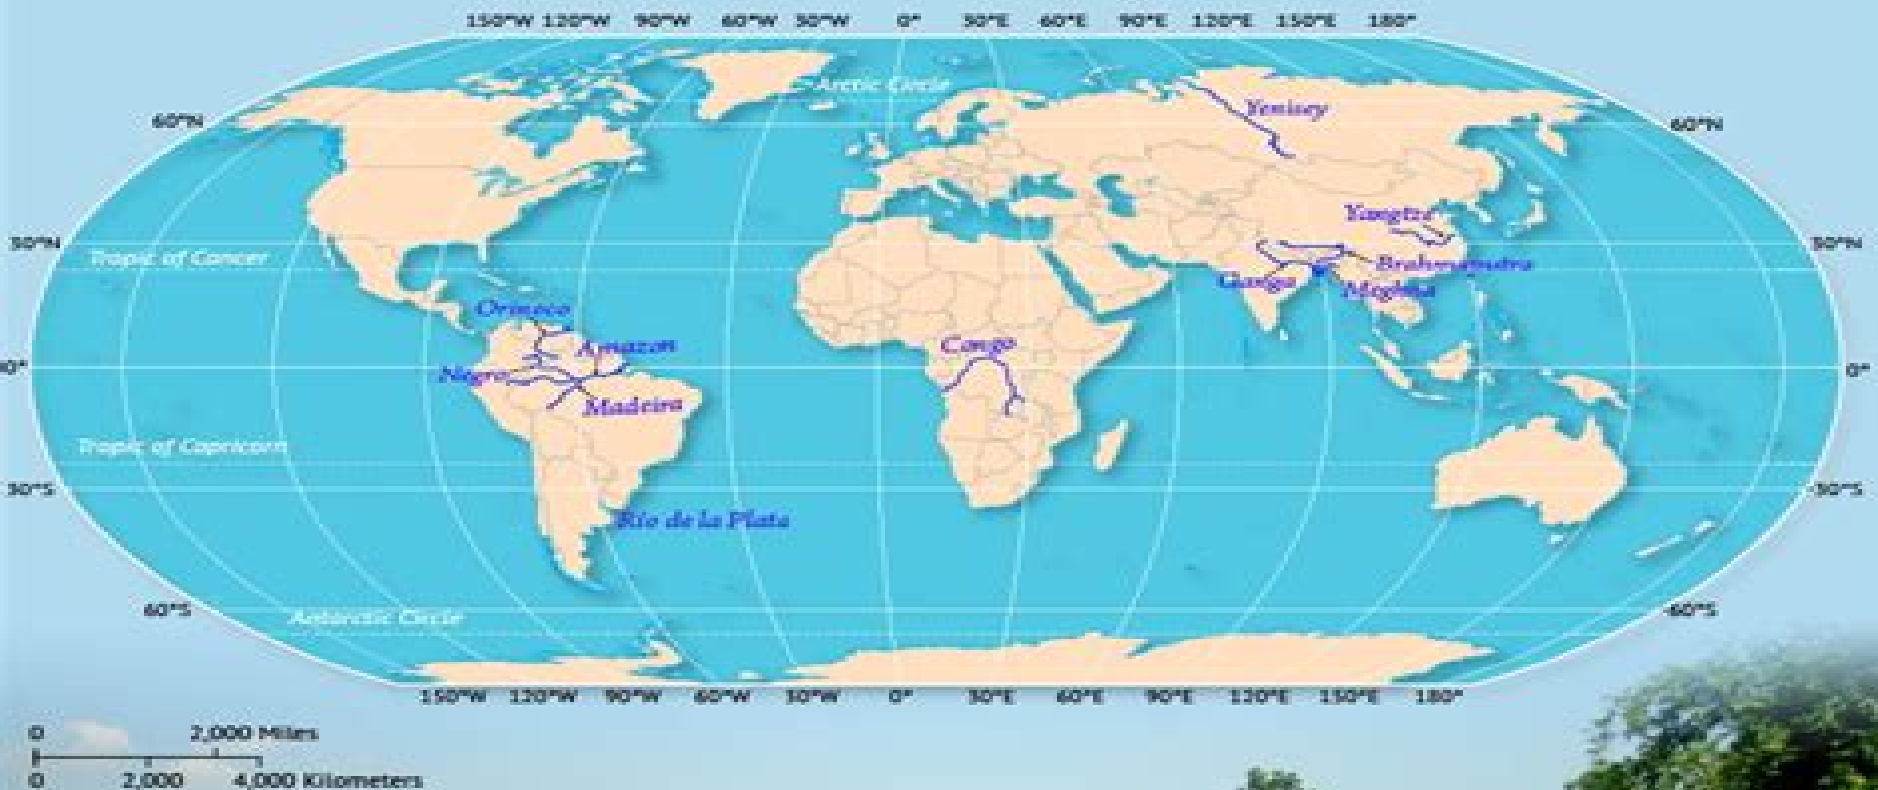 150°W 120°W 90°W 60°W 30°W 0° 30°E 60°E 90°E 120°E 150°E 180°
Arctic Circle
Yenisey
60°N 60°N
Yangtze
30°N 30°N
Tropic of Cancer
Brahmaputra
Ganga
Meghna
Orinoco
Amazon
Congo
0° 0°
Negro
Madeira
Tropic of Capricorn
30°S 30°S
Río de la Plata
60°S 60°S
Antarctic Circle
150°W 120°W 90°W 60°W 30°W 0° 30°E 60°E 90°E 120°E 150°E 180°
0 2,000 Miles
0 2,000 4,000 Kilometers